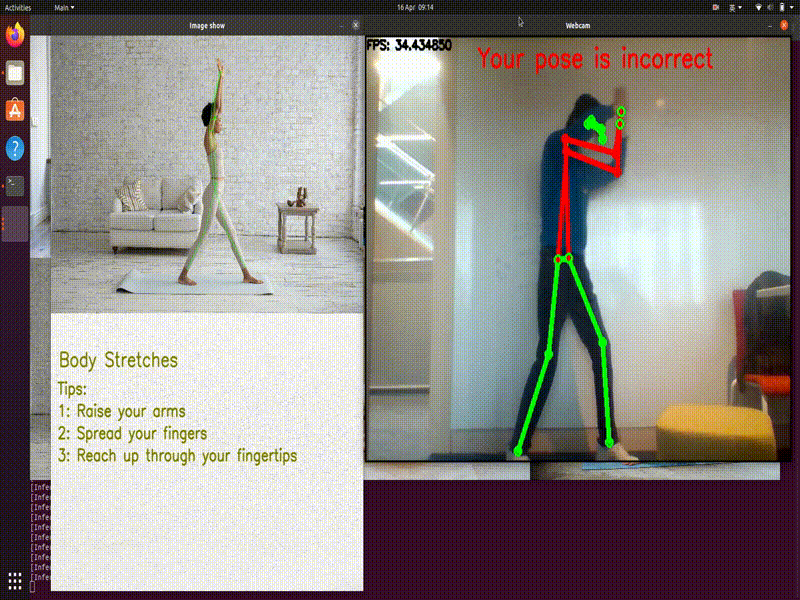 Activities
Main
16 Apr 09:14
Image show
Webcam
FPS: 34.434850
Your pose is incorrect
Body Stretches
Tips:
1: Raise your arms
2: Spread your fingers
3: Reach up through your fingertips
[Infe
[Infe
[Infe
[Infe
[Infe
[Infe
[Infe
[Infe
[Infe
[Infe